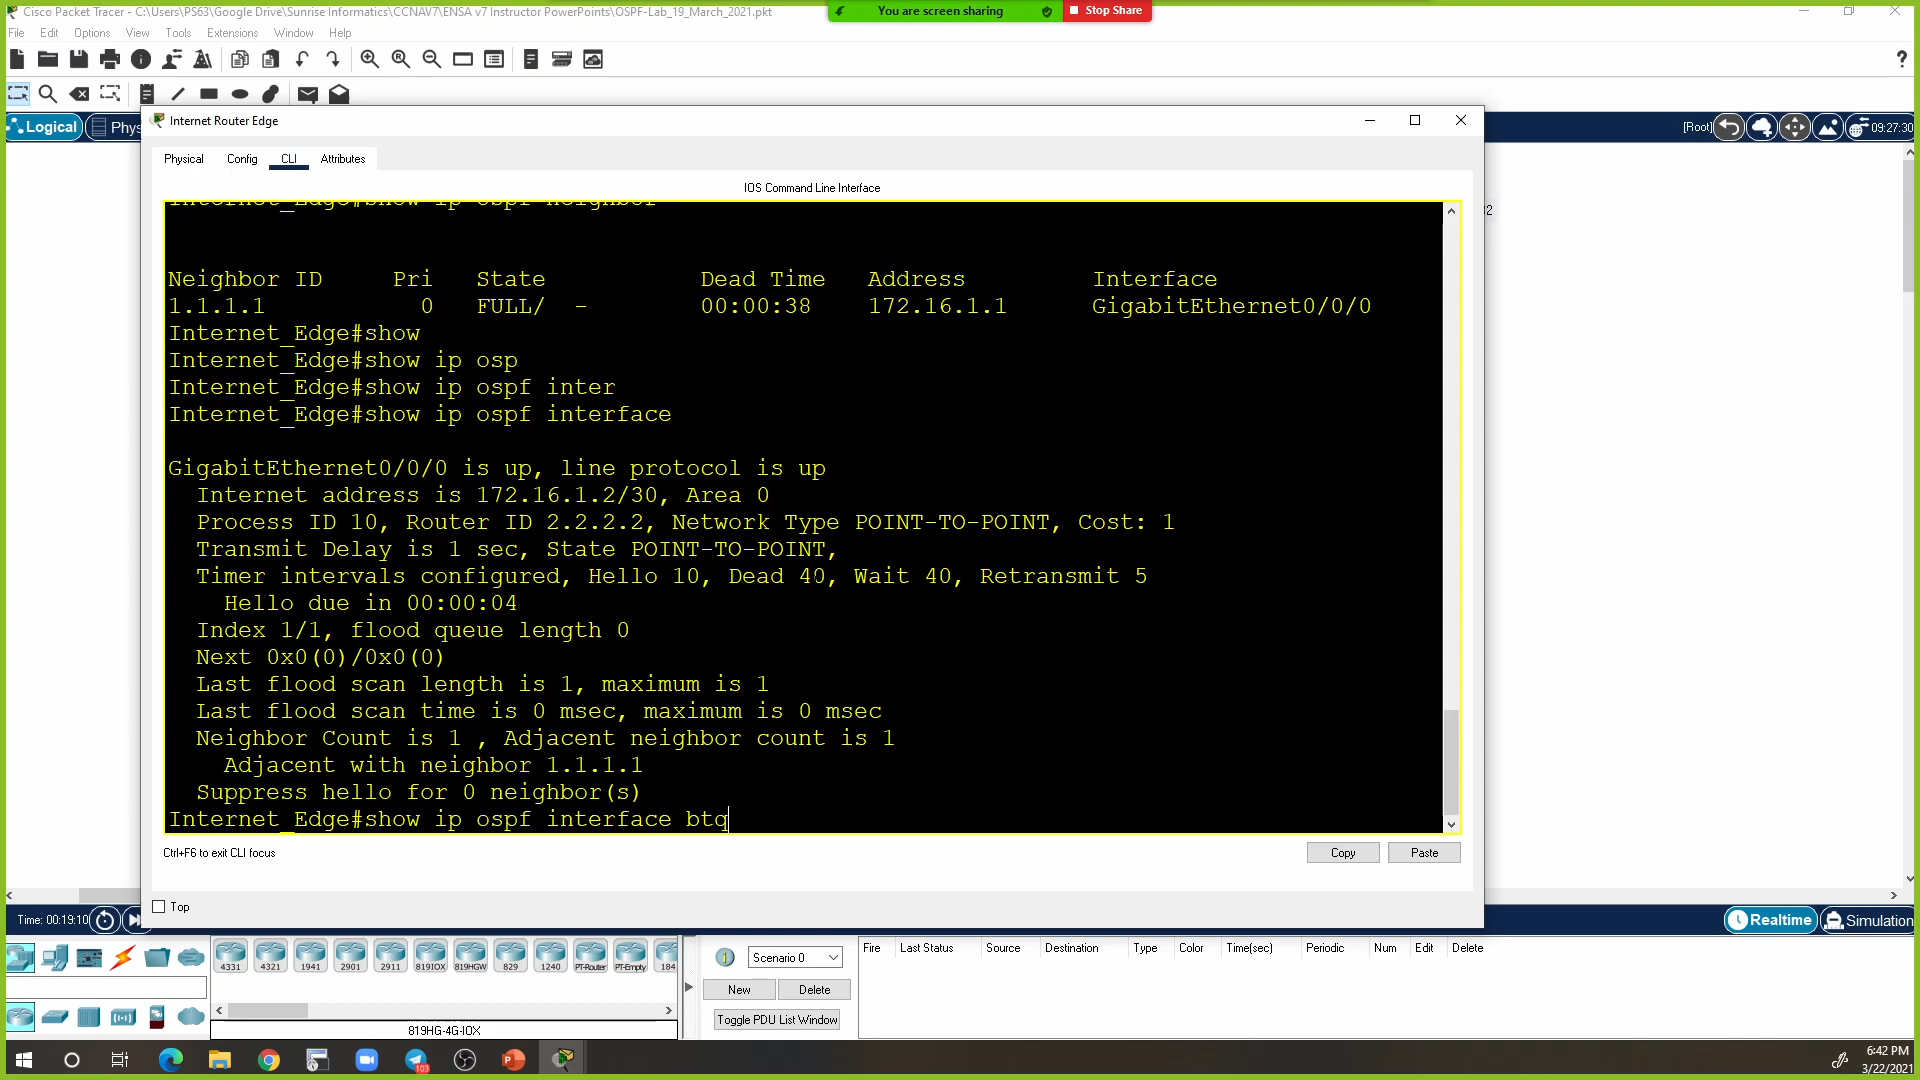 Cisco Packet Tracer - C:\Users\PS63\Google Drive\Sunrise Informatics\CCNAV7\ENSA v7 Instructor PowerPoints\OSPF-Lab_19_March_2021.pkt
You are screen sharing
Stop Share
File Edit Options View Tools Extensions Window Help
?
Logical
Phys
[Root]
09:27:30
Internet Router Edge
Physical Config CLI Attributes
IOS Command Line Interface
Internet_Edge#show ip ospf neighbor
Neighbor ID Pri State Dead Time Address Interface
1.1.1.1 0 FULL/ - 00:00:38 172.16.1.1 GigabitEthernet0/0/0
Internet_Edge#show
Internet_Edge#show ip osp
Internet_Edge#show ip ospf inter
Internet_Edge#show ip ospf interface
GigabitEthernet0/0/0 is up, line protocol is up
Internet address is 172.16.1.2/30, Area 0
Process ID 10, Router ID 2.2.2.2, Network Type POINT-TO-POINT, Cost: 1
Transmit Delay is 1 sec, State POINT-TO-POINT,
Timer intervals configured, Hello 10, Dead 40, Wait 40, Retransmit 5
Hello due in 00:00:04
Index 1/1, flood queue length 0
Next 0x0(0)/0x0(0)
Last flood scan length is 1, maximum is 1
Last flood scan time is 0 msec, maximum is 0 msec
Neighbor Count is 1 , Adjacent neighbor count is 1
Adjacent with neighbor 1.1.1.1
Suppress hello for 0 neighbor(s)
Internet_Edge#show ip ospf interface btq
Ctrl+F6 to exit CLI focus
Copy
Paste
Top
Time: 00:19:10
Realtime
Simulation
4331 4321 1941 2901 2911 819IOX 819HGW 829 1240 PT-Router PT-Empty 184
819HG-4G-IOX
Scenario 0
New
Delete
Toggle PDU List Window
Fire Last Status Source Destination Type Color Time(sec) Periodic Num Edit Delete
103
6:42 PM
3/22/2021